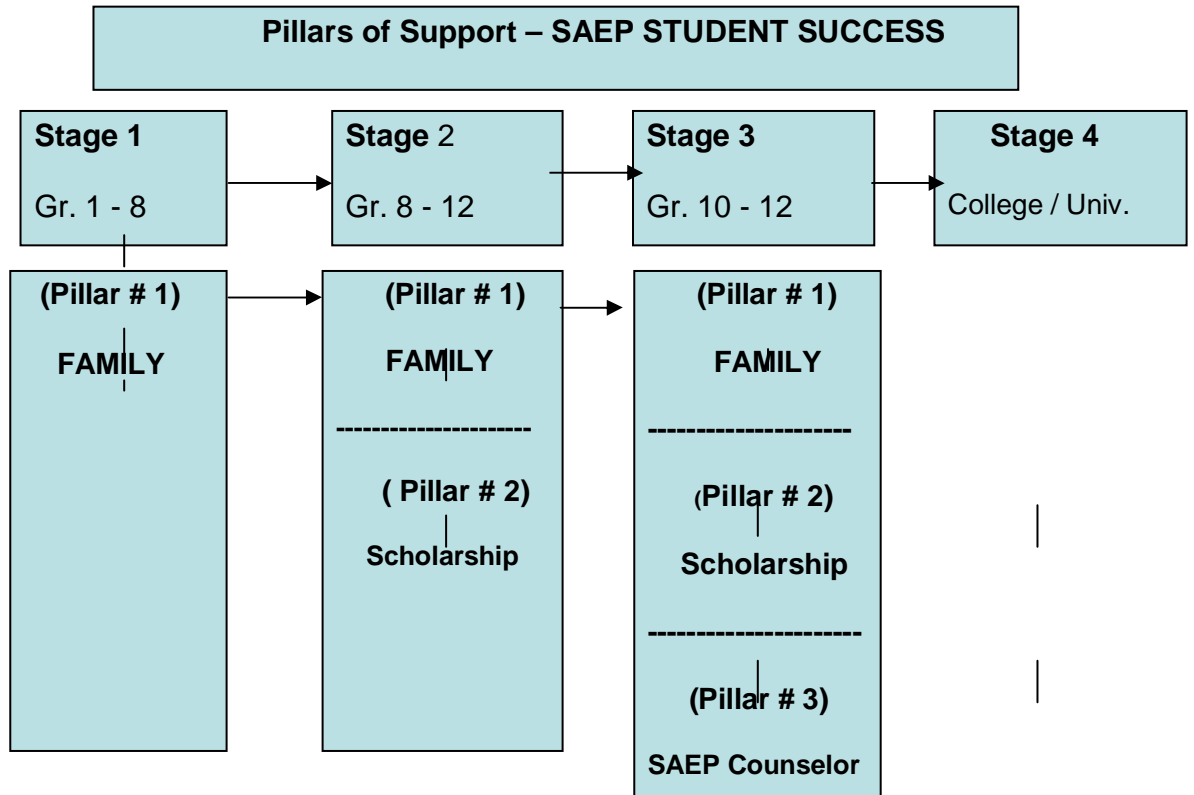 Pillars of Support – SAEP STUDENT SUCCESS
Stage 1
Gr. 1 - 8
Stage 2
Gr. 8 - 12
Stage 3
Gr. 10 - 12
Stage 4
College / Univ.
(Pillar # 1)
FAMILY
(Pillar # 1)
FAMILY
----------------------
( Pillar # 2)
Scholarship
(Pillar # 1)
FAMILY
---------------------
(Pillar # 2)
Scholarship
----------------------
(Pillar # 3)
SAEP Counselor